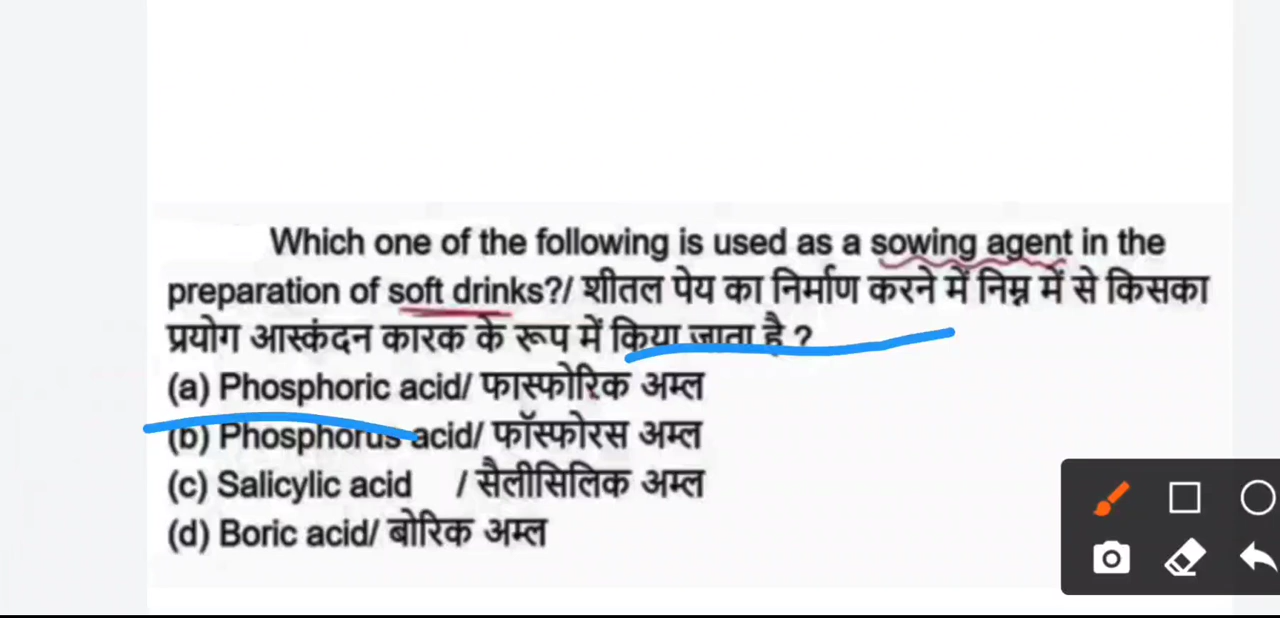 Which one of the following is used as a sowing agent in the
preparation of soft drinks?/ शीतल पेय का निर्माण करने में निम्न में से किसका
प्रयोग आस्कंदन कारक के रूप में किया जाता है ?
(a) Phosphoric acid/ फास्फोरिक अम्ल
(b) Phosphorus acid/ फॉस्फोरस अम्ल
(c) Salicylic acid / सैलीसिलिक अम्ल
(d) Boric acid/ बोरिक अम्ल